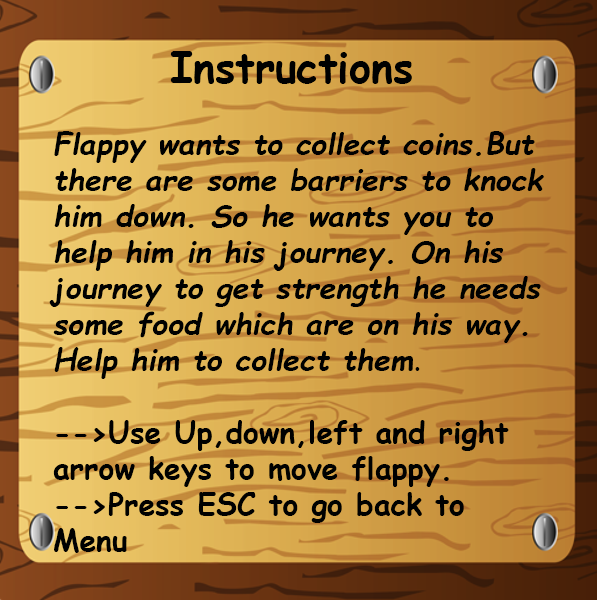 Instructions
Flappy wants to collect coins.But
there are some barriers to knock
him down. So he wants you to
help him in his journey. On his
journey to get strength he needs
some food which are on his way.
Help him to collect them.
-->Use Up,down,left and right
arrow keys to move flappy.
-->Press ESC to go back to
Menu